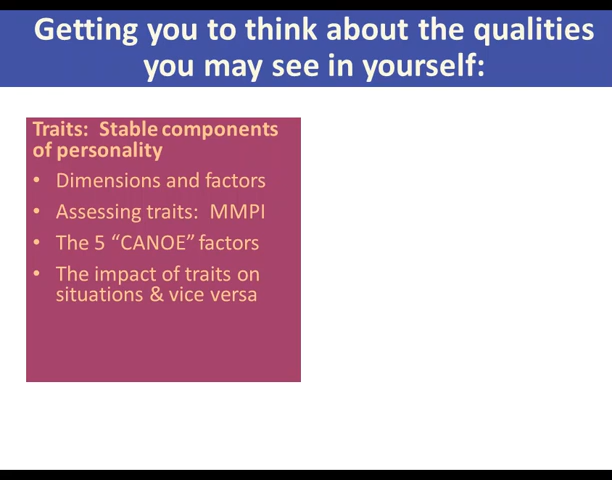 Getting you to think about the qualities
you may see in yourself:
Traits: Stable components
of personality
• Dimensions and factors
• Assessing traits: MMPI
• The 5 “CANOE” factors
• The impact of traits on
situations & vice versa